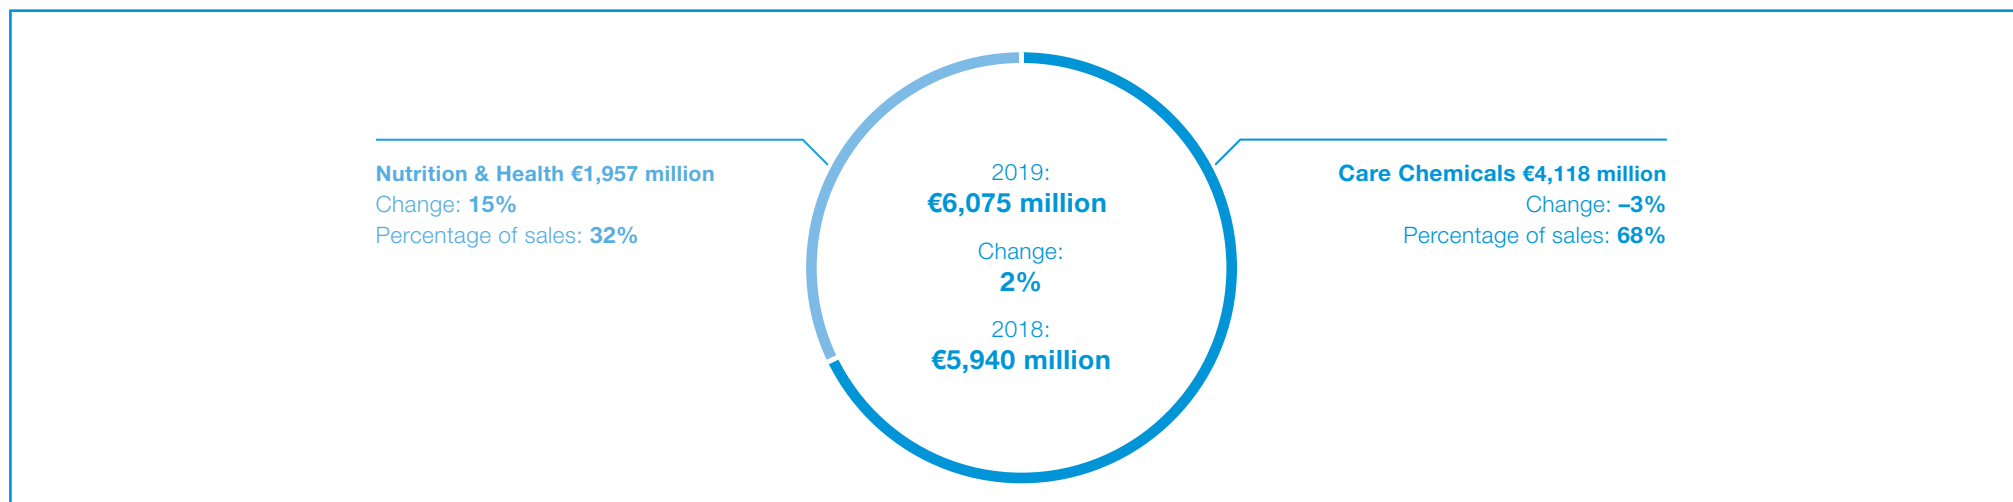 Nutrition & Health €1,957 million
Change: 15%
Percentage of sales: 32%
2019:
€6,075 million
Change:
2%
2018:
€5,940 million
Care Chemicals €4,118 million
Change: –3%
Percentage of sales: 68%